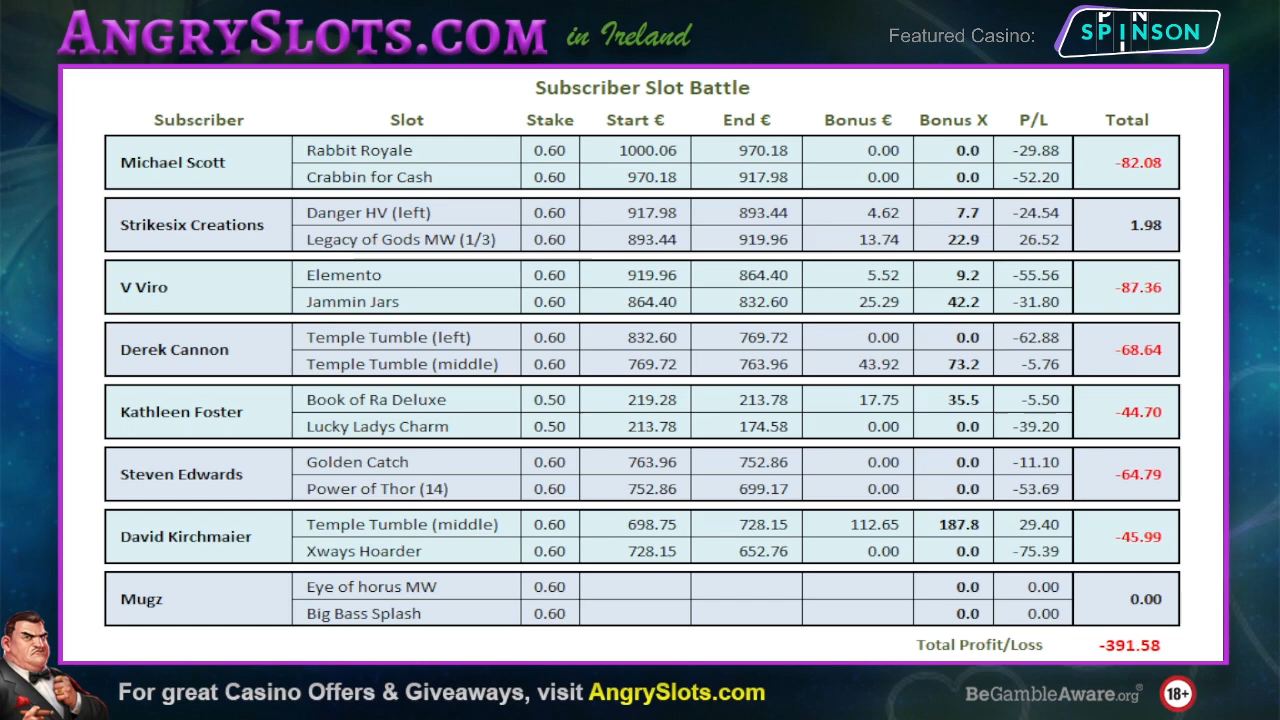 ANGRYSLOTS.COM in Ireland Featured Casino: SPINSON
Subscriber Slot Battle
Subscriber Slot Stake Start € End € Bonus € Bonus X P/L Total
Michael Scott Rabbit Royale 0.60 1000.06 970.18 0.00 0.0 -29.88 -82.08
Crabbin for Cash 0.60 970.18 917.98 0.00 0.0 -52.20
Strikesix Creations Danger HV (left) 0.60 917.98 893.44 4.62 7.7 -24.54 1.98
Legacy of Gods MW (1/3) 0.60 893.44 919.96 13.74 22.9 26.52
V Viro Elemento 0.60 919.96 864.40 5.52 9.2 -55.56 -87.36
Jammin Jars 0.60 864.40 832.60 25.29 42.2 -31.80
Derek Cannon Temple Tumble (left) 0.60 832.60 769.72 0.00 0.0 -62.88 -68.64
Temple Tumble (middle) 0.60 769.72 763.96 43.92 73.2 -5.76
Kathleen Foster Book of Ra Deluxe 0.50 219.28 213.78 17.75 35.5 -5.50 -44.70
Lucky Ladys Charm 0.50 213.78 174.58 0.00 0.0 -39.20
Steven Edwards Golden Catch 0.60 763.96 752.86 0.00 0.0 -11.10 -64.79
Power of Thor (14) 0.60 752.86 699.17 0.00 0.0 -53.69
David Kirchmaier Temple Tumble (middle) 0.60 698.75 728.15 112.65 187.8 29.40 -45.99
Xways Hoarder 0.60 728.15 652.76 0.00 0.0 -75.39
Mugz Eye of horus MW 0.60 0.0 0.00 0.00
Big Bass Splash 0.60 0.0 0.00
Total Profit/Loss -391.58
For great Casino Offers & Giveaways, visit AngrySlots.com BeGambleAware.org® 18+